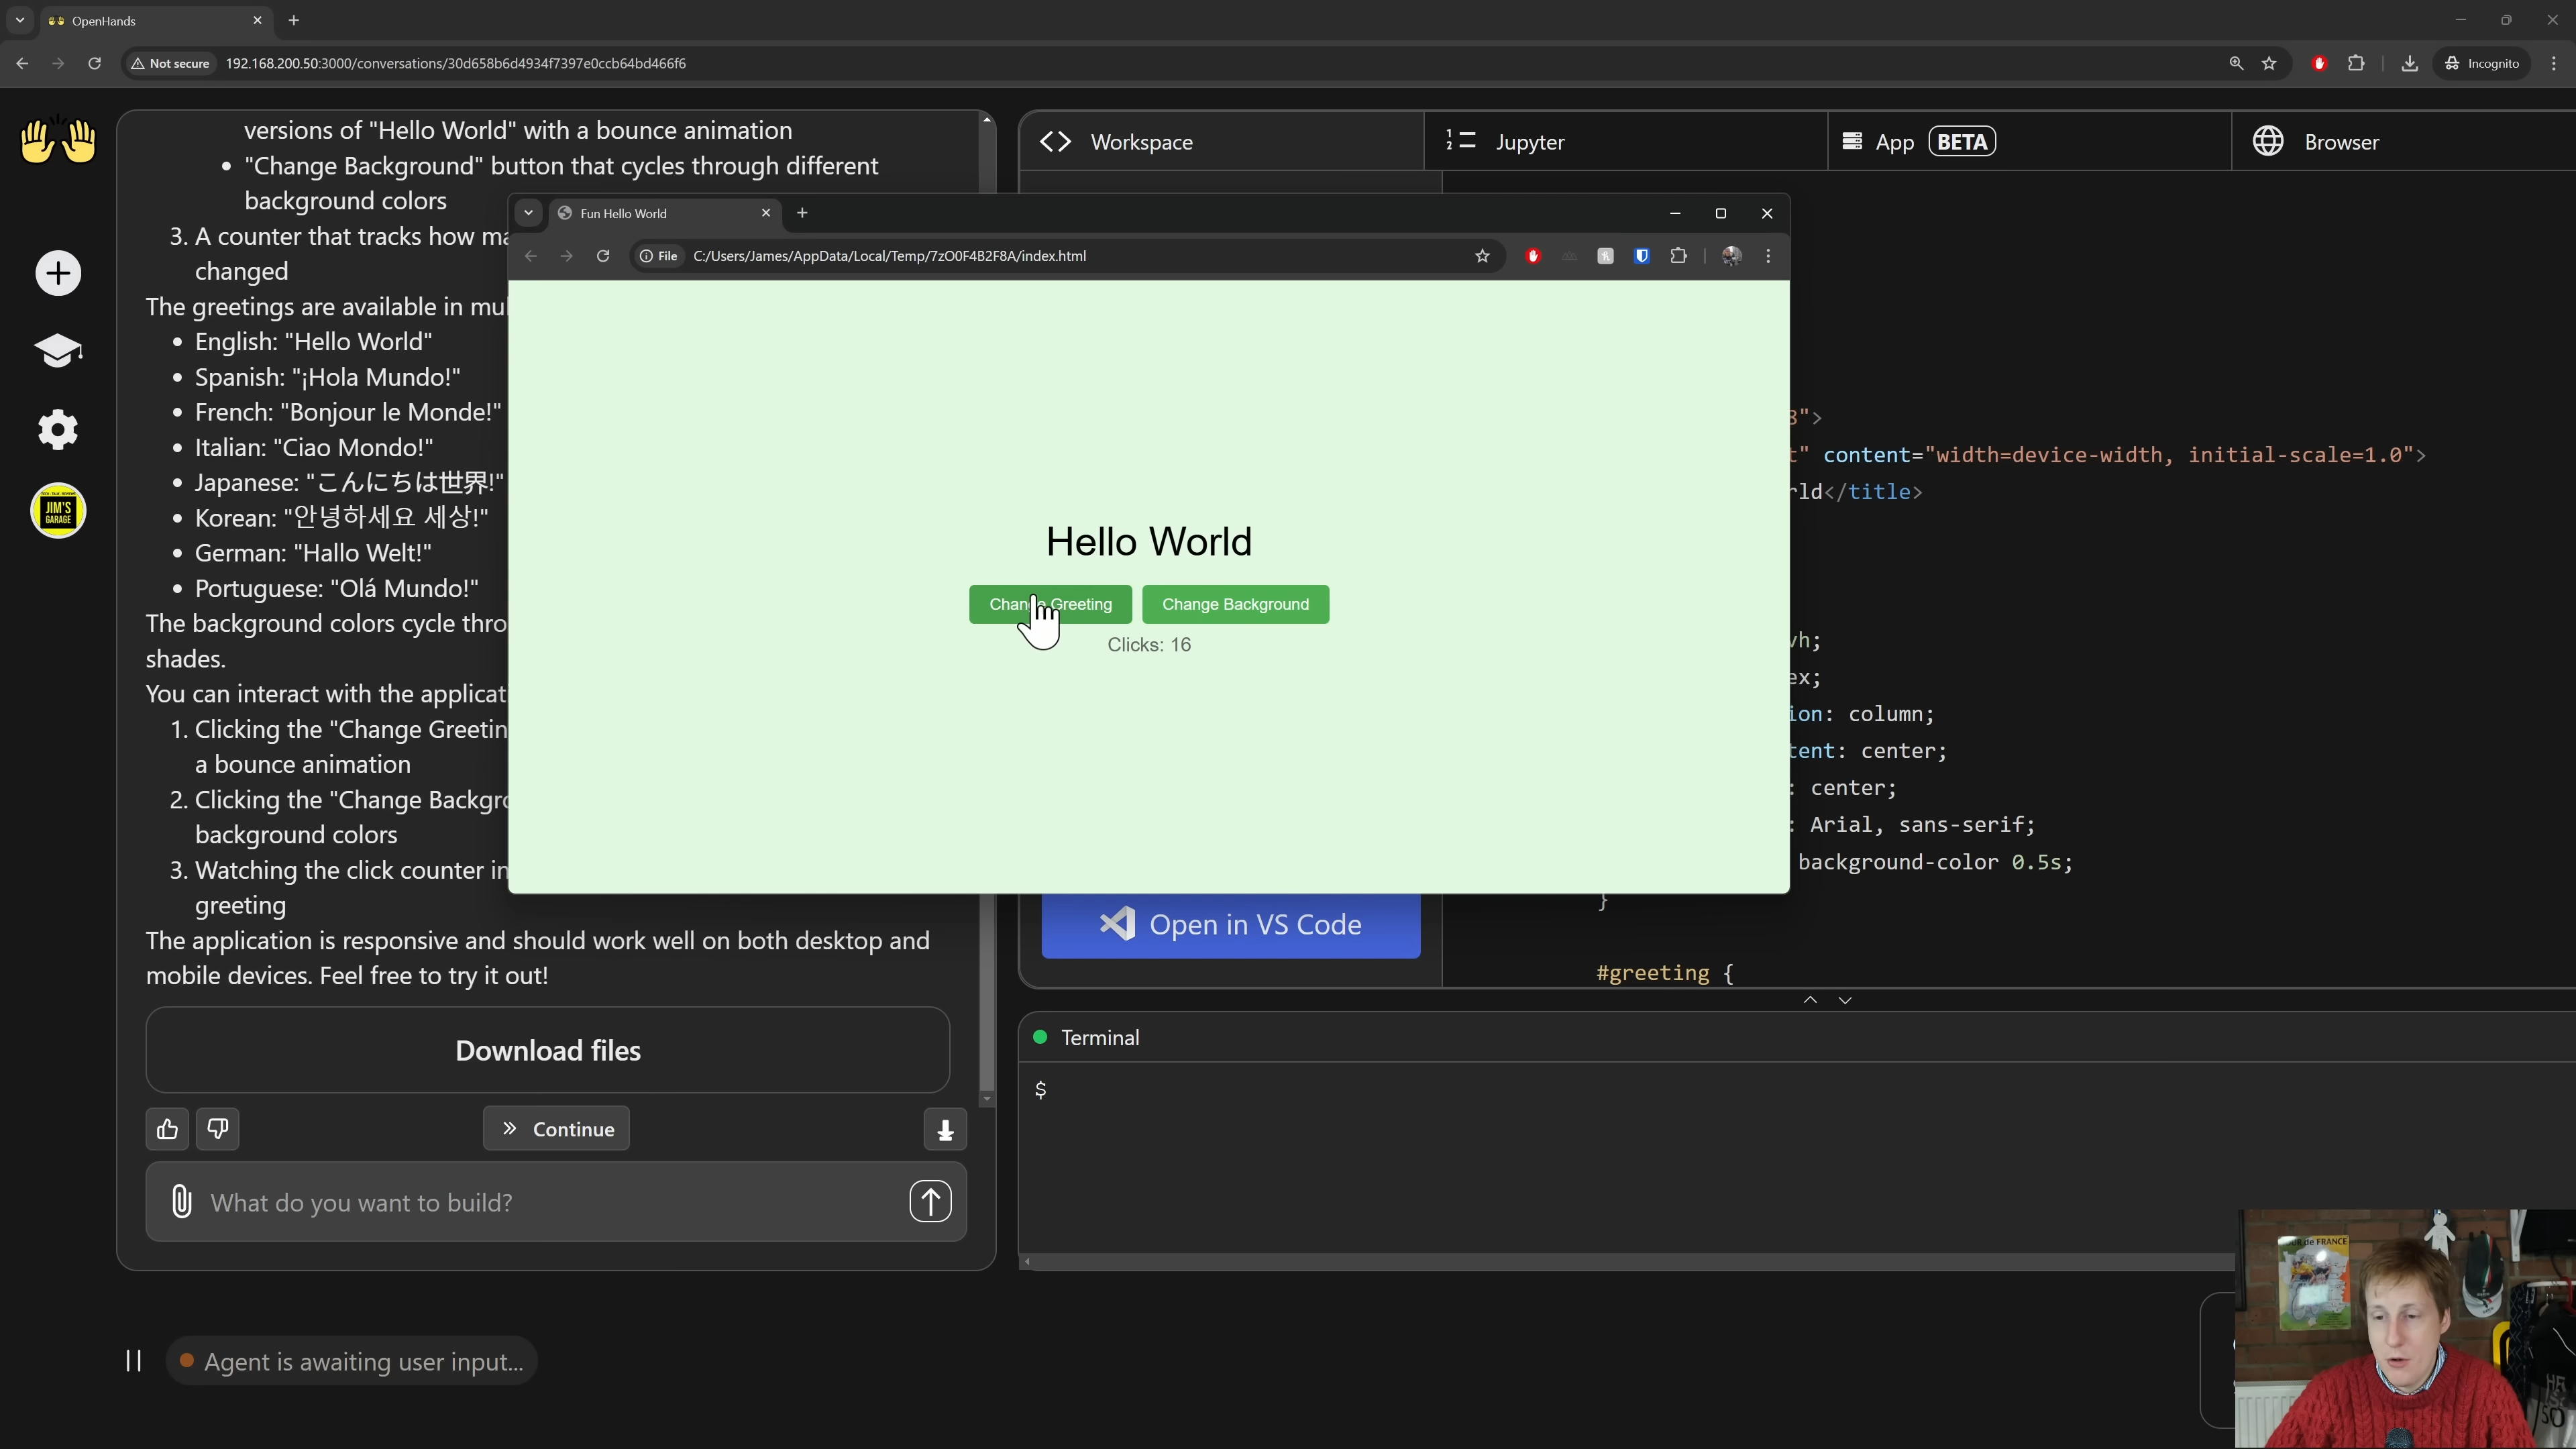 OpenHands
Not secure
192.168.200.50:3000/conversations/30d658b6d4934f7397e0ccb64bd466f6
Incognito
versions of "Hello World" with a bounce animation
"Change Background" button that cycles through different
background colors
3. A counter that tracks how
changed
The greetings are available in
English: "Hello World"
Spanish: "¡Hola Mundo!"
French: "Bonjour le Monde!"
Italian: "Ciao Mondo!"
Japanese: "こんにちは世界!"
Korean: "안녕하세요 세상!"
German: "Hallo Welt!"
Portuguese: "Olá Mundo!"
The background colors cycle thro
shades.
You can interact with the applicat
1. Clicking the "Change Greetin
a bounce animation
2. Clicking the "Change Backgro
background colors
3. Watching the click counter in
greeting
The application is responsive and should work well on both desktop and
mobile devices. Feel free to try it out!
Download files
Continue
What do you want to build?
Agent is awaiting user input...
JIM'S
GARAGE
Workspace
Jupyter
App BETA
Browser
Fun Hello World
File
C:/Users/James/AppData/Local/Temp/7zO0F4B2F8A/index.html
Hello World
Change Greeting
Change Background
Clicks: 16
">
t" content="width=device-width, initial-scale=1.0">
rld</title>
vh;
ex;
ion: column;
tent: center;
: center;
: Arial, sans-serif;
background-color 0.5s;
}
#greeting {
Open in VS Code
Terminal
$
de FRANCE